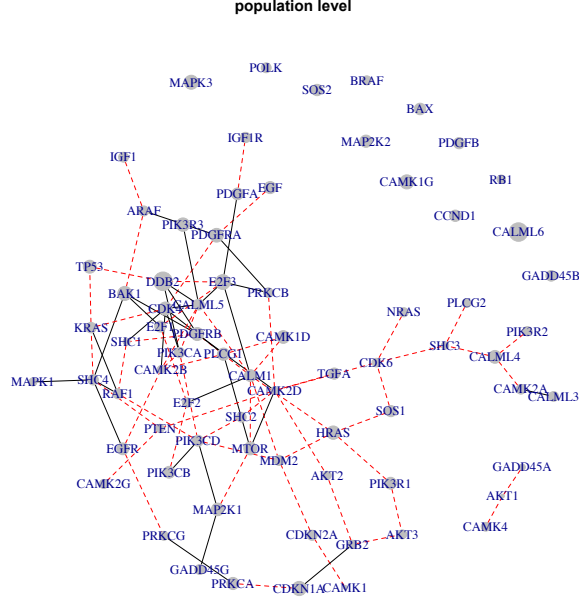 population level
POLK
MAPK3
SOS2
BRAF
BAX
IGF1R
MAP2K2
PDGFB
IGF1
PDGFA
EGF
CAMK1G
RB1
ARAF
PIK3R3
PDGFRA
CCND1
CALML6
TP53
DDB2
E2F3
GADD45B
BAK1
PRKCB
CDK4
CALML5
NRAS
PLCG2
KRAS
E2F1
PDGFRB
SHC1
CAMK1D
SHC3
PIK3R2
PIK3CA
PLCG1
CALML4
MAPK1
SHC4
CAMK2B
CALM1
TGFA
CDK6
RAF1
CAMK2D
CAMK2A
CALML3
E2F2
SHC2
SOS1
PTEN
PIK3CD
HRAS
EGFR
MTOR
MDM2
GADD45A
CAMK2G
PIK3CB
AKT2
PIK3R1
AKT1
MAP2K1
CAMK4
PRKCG
CDKN2A
GRB2
AKT3
GADD45G
PRKCA
CDKN1A
CAMK1